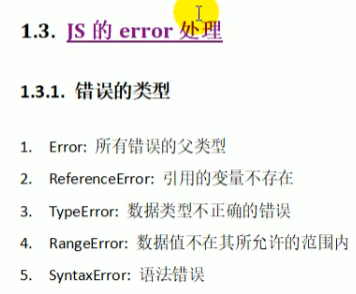 1.3. JS 的 error 处理
1.3.1. 错误的类型
1. Error: 所有错误的父类型
2. ReferenceError: 引用的变量不存在
3. TypeError: 数据类型不正确的错误
4. RangeError: 数据值不在其所允许的范围内
5. SyntaxError: 语法错误